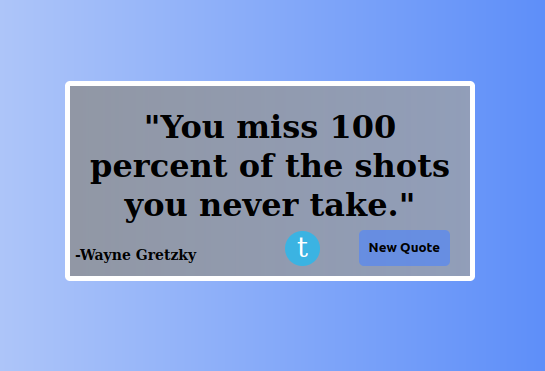 "You miss 100
percent of the shots
you never take."
-Wayne Gretzky
t
New Quote